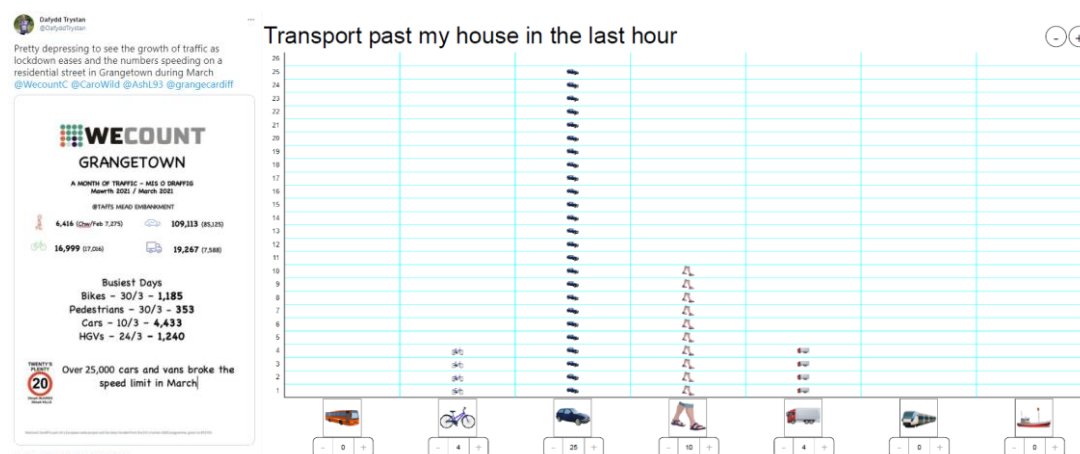 Dafydd Trystan
@DafyddTrystan
Pretty depressing to see the growth of traffic as
lockdown eases and the numbers speeding on a
residential street in Grangetown during March
@WecountC @CaroWild @AshL93 @grangecardiff
WECOUNT
GRANGETOWN
A MONTH OF TRAFFIC - MIS O DRAFFIG
Mawrth 2021 / March 2021
@TAFFS MEAD EMBANKMENT
6,416 (Chw/Feb 7,275)
109,113 (85,125)
16,999 (17,016)
19,267 (7,588)
Busiest Days
Bikes - 30/3 - 1,185
Pedestrians - 30/3 - 353
Cars - 10/3 - 4,433
HGVs - 24/3 - 1,240
TWENTY'S
PLENTY
20
Over 25,000 cars and vans broke the
speed limit in March
Transport past my house in the last hour
- +
26
25
24
23
22
21
20
19
18
17
16
15
14
13
12
11
10
9
8
7
6
5
4
3
2
1
- 0 +
- 4 +
- 25 +
- 10 +
- 4 +
- 0 +
- 0 +